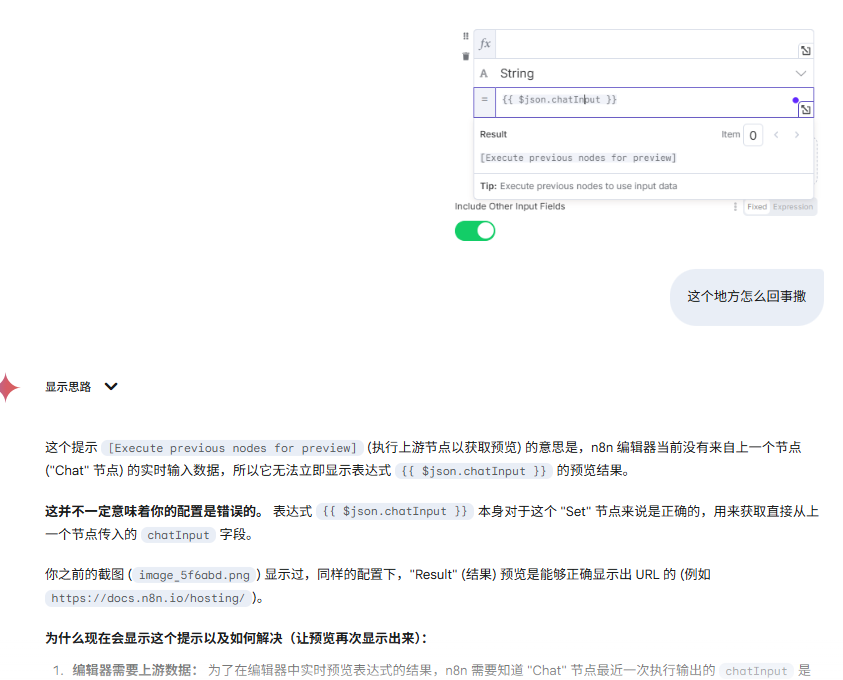 fx
A String
= {{ $json.chatInput }}
Result Item 0
[Execute previous nodes for preview]
Tip: Execute previous nodes to use input data
Include Other Input Fields Fixed Expression
这个地方怎么回事撒
显示思路
这个提示 [Execute previous nodes for preview] (执行上游节点以获取预览) 的意思是，n8n 编辑器当前没有来自上一个节点
("Chat" 节点) 的实时输入数据，所以它无法立即显示表达式 {{ $json.chatInput }} 的预览结果。
这并不一定意味着你的配置是错误的。 表达式 {{ $json.chatInput }} 本身对于这个 "Set" 节点来说是正确的，用来获取直接从上
一个节点传入的 chatInput 字段。
你之前的截图 ( image_5f6abd.png ) 显示过，同样的配置下，"Result" (结果) 预览是能够正确显示出 URL 的 (例如
https://docs.n8n.io/hosting/ )。
为什么现在会显示这个提示以及如何解决（让预览再次显示出来）：
1. 编辑器需要上游数据： 为了在编辑器中实时预览表达式的结果，n8n 需要知道 "Chat" 节点最近一次执行输出的 chatInput 是